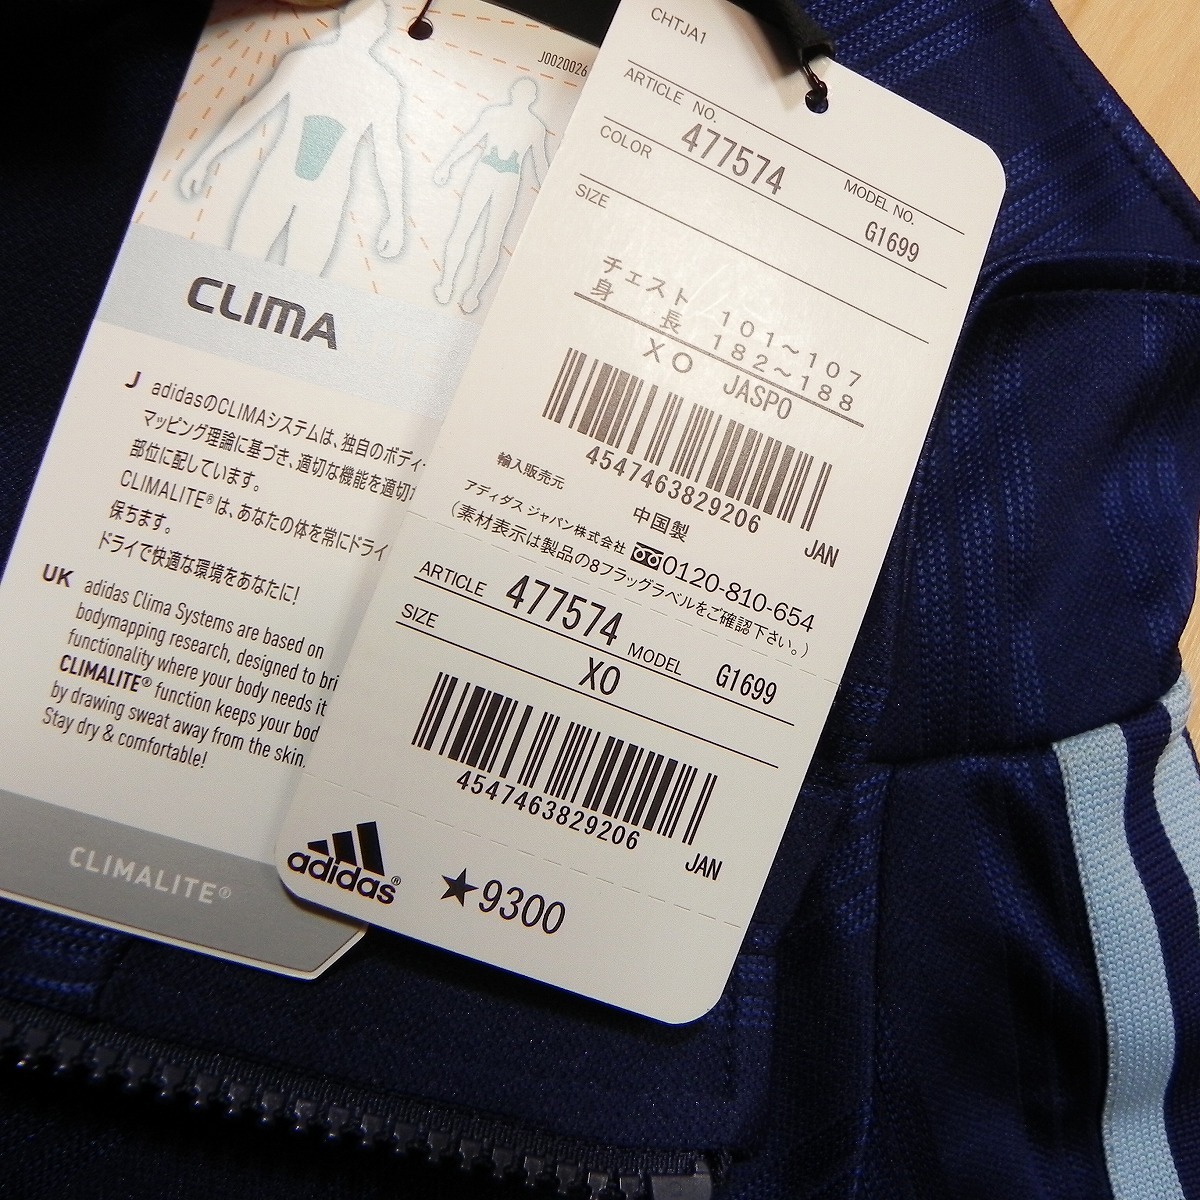 J0020026
CLIMA
J adidasのCLIMAシステムは、独自のボディ
マッピング理論に基づき、適切な機能を適切
部位に配しています。
CLIMALITE®は、あなたの体を常にドライ
保ちます。
ドライで快適な環境をあなたに!
UK adidas Clima Systems are based on
bodymapping research, designed to bri
functionality where your body needs it
CLIMALITE® function keeps your bod
by drawing sweat away from the skin.
Stay dry & comfortable!
CLIMALITE®
CHTJA1
ARTICLE NO. 477574 MODEL NO. G1699
COLOR
SIZE
チェスト 101~107
身長 182~188
XO JASPO
4547463829206 JAN
中国製
輸入販売元
アディダス ジャパン株式会社 0120-810-654
(素材表示は製品の8フラッグラベルをご確認下さい。)
ARTICLE 477574 MODEL G1699
SIZE XO
4547463829206 JAN
adidas®
★9300